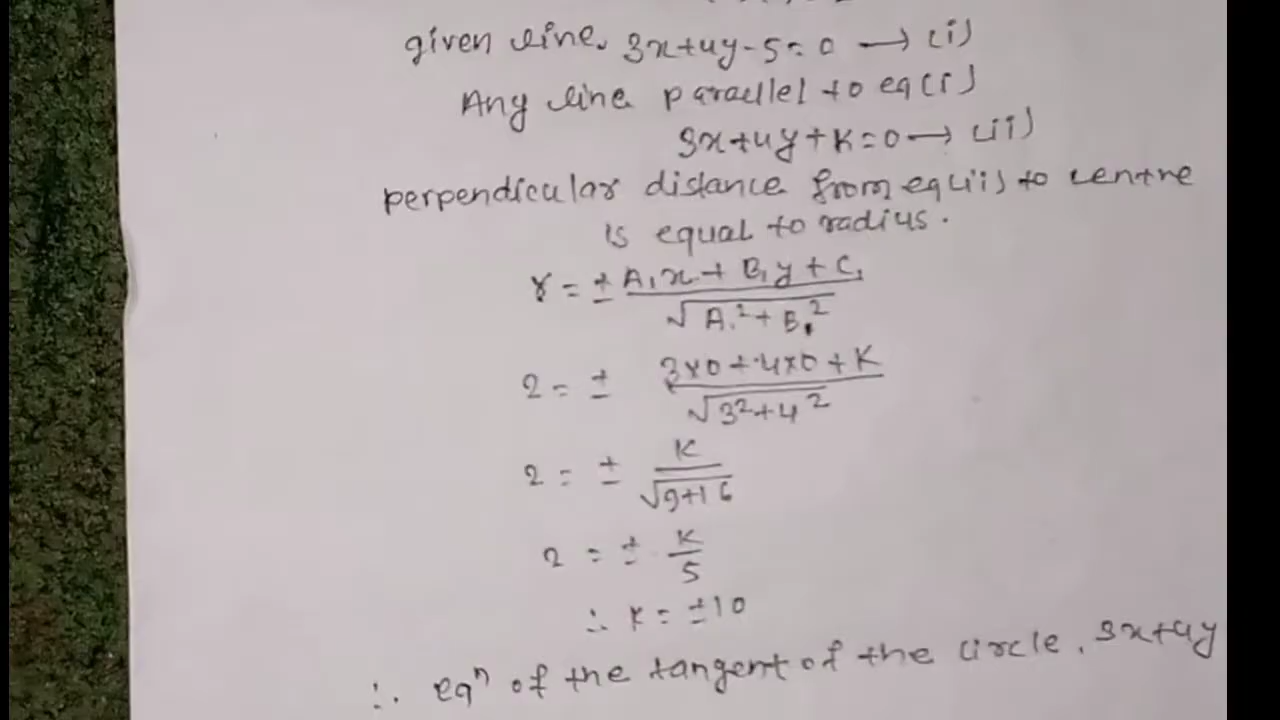 given line. 3x+4y-5=0 → (i)
Any line parallel to eq(i)
3x+4y+K=0 → (ii)
perpendicular distance from eq(ii) to centre
is equal to radius.
r = ± A₁x + B₁y + C₁ / √A₁² + B₁²
2 = ± 3×0 + 4×0 + K / √3²+4²
2 = ± K / √9+16
2 = ± K / 5
∴ K = ±10
∴ eqⁿ of the tangent of the circle, 3x+4y